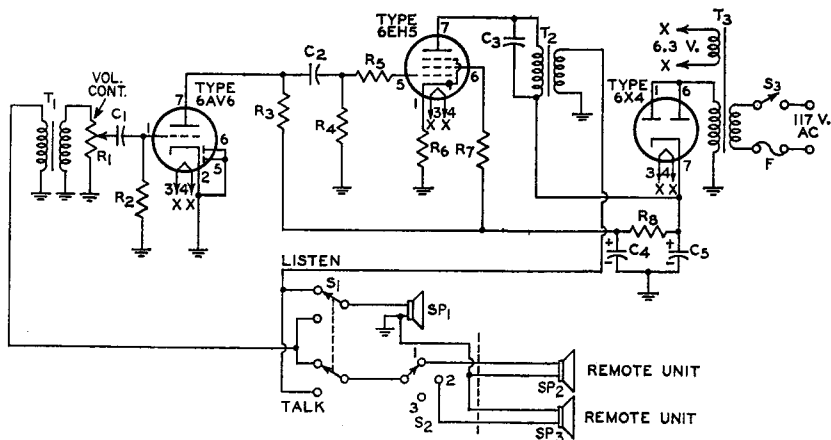 TYPE
6EH5
7
C3
T2
T3
X
6.3 V.
X
VOL.
CONT.
T1
C1
R1
TYPE
6AV6
7
1
6
5
2
3 4
X X
R2
C2
R3
R4
R5
5
6
1
3 4
X X
R6
R7
TYPE
6X4
1 6
3 4 7
X X
S3
117 V.
AC
F
R8
+
-
C4
+
-
C5
LISTEN
S1
SP1
TALK
1
2
3
S2
SP2
REMOTE UNIT
SP3
REMOTE UNIT